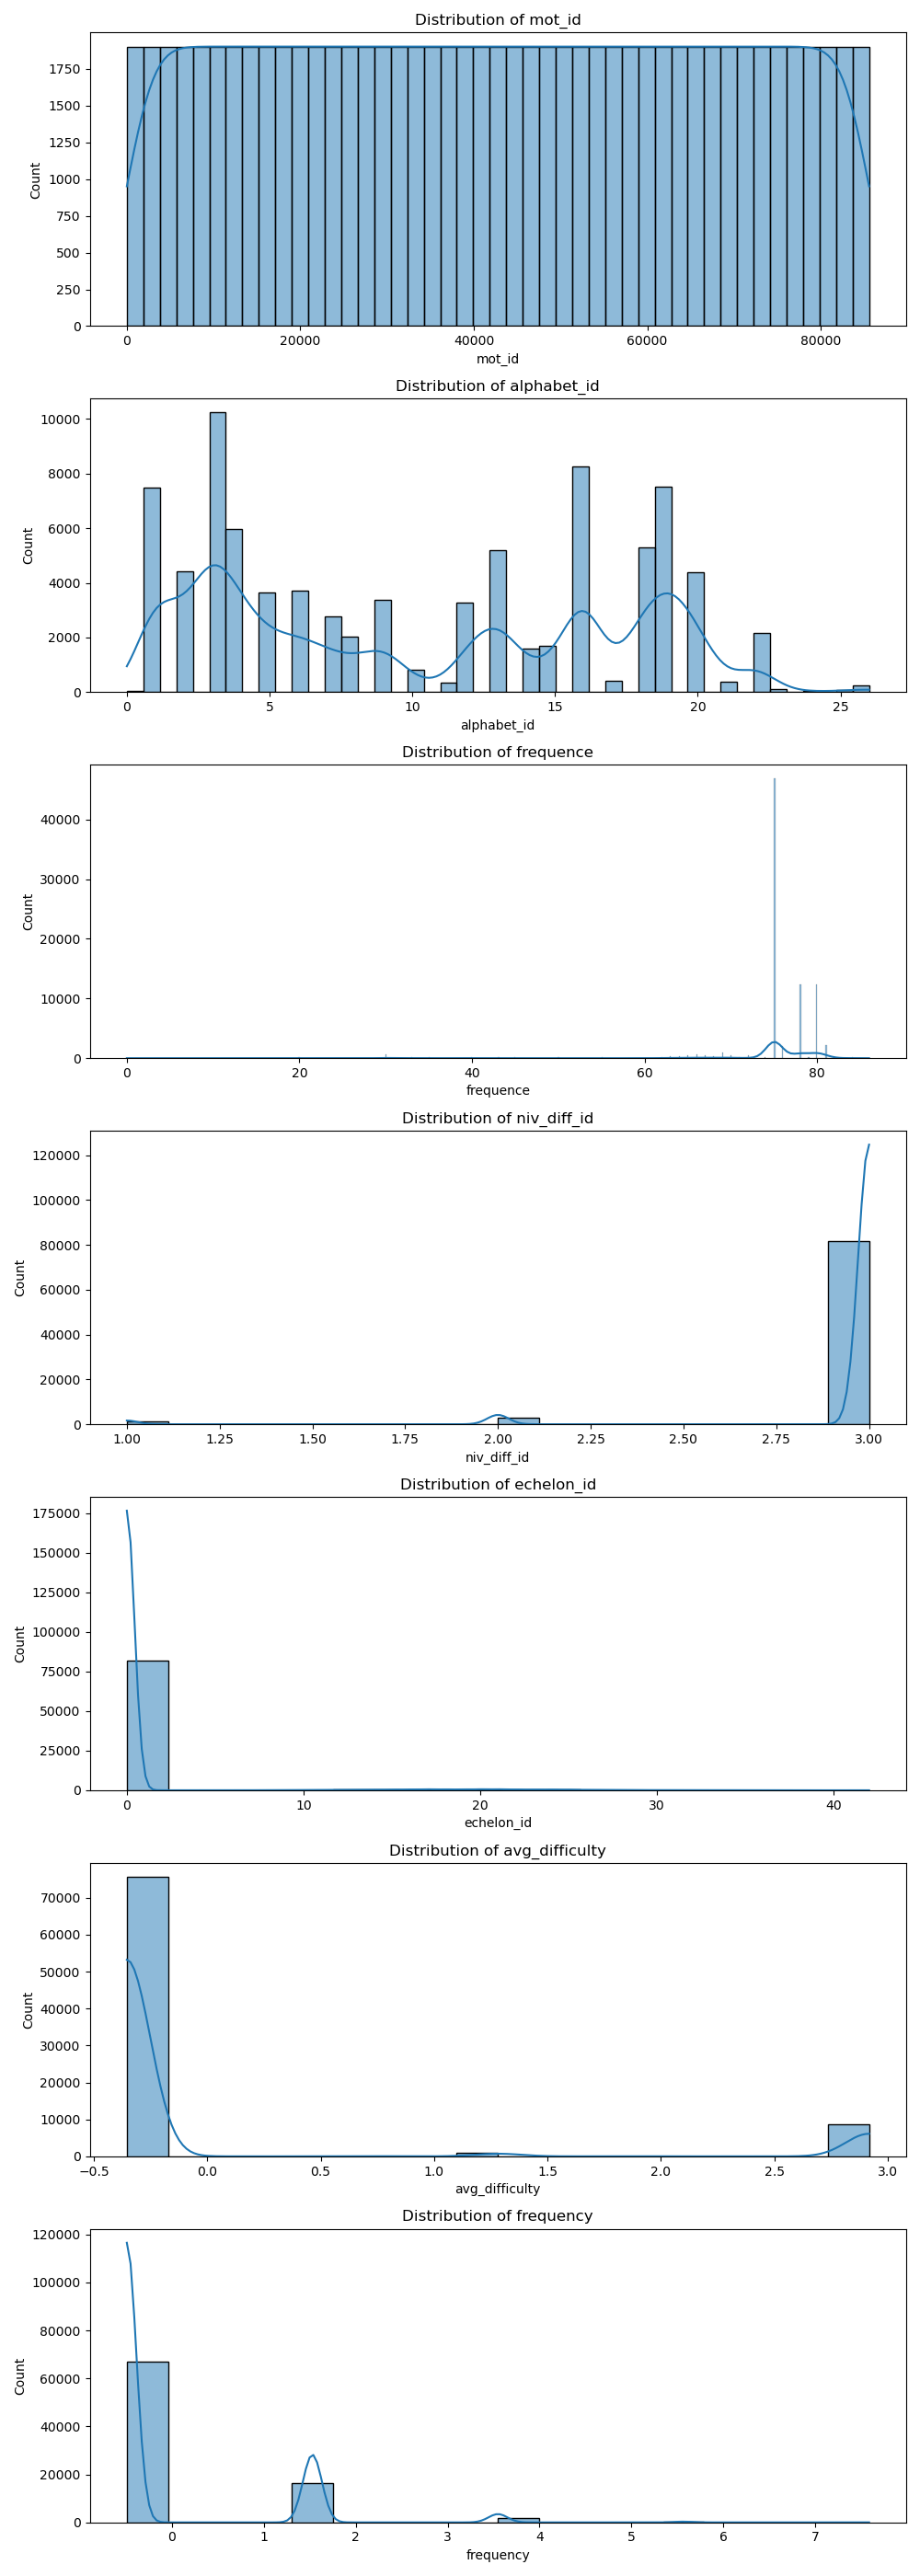 Distribution of mot_id
1750
1500
1250
1000
750
500
250
0
Count
0 20000 40000 60000 80000
mot_id
Distribution of alphabet_id
10000
8000
6000
4000
2000
0
Count
0 5 10 15 20 25
alphabet_id
Distribution of frequence
40000
30000
20000
10000
0
Count
0 20 40 60 80
frequence
Distribution of niv_diff_id
120000
100000
80000
60000
40000
20000
0
Count
1.00 1.25 1.50 1.75 2.00 2.25 2.50 2.75 3.00
niv_diff_id
Distribution of echelon_id
175000
150000
125000
100000
75000
50000
25000
0
Count
0 10 20 30 40
echelon_id
Distribution of avg_difficulty
70000
60000
50000
40000
30000
20000
10000
0
Count
−0.5 0.0 0.5 1.0 1.5 2.0 2.5 3.0
avg_difficulty
Distribution of frequency
120000
100000
80000
60000
40000
20000
0
Count
0 1 2 3 4 5 6 7
frequency